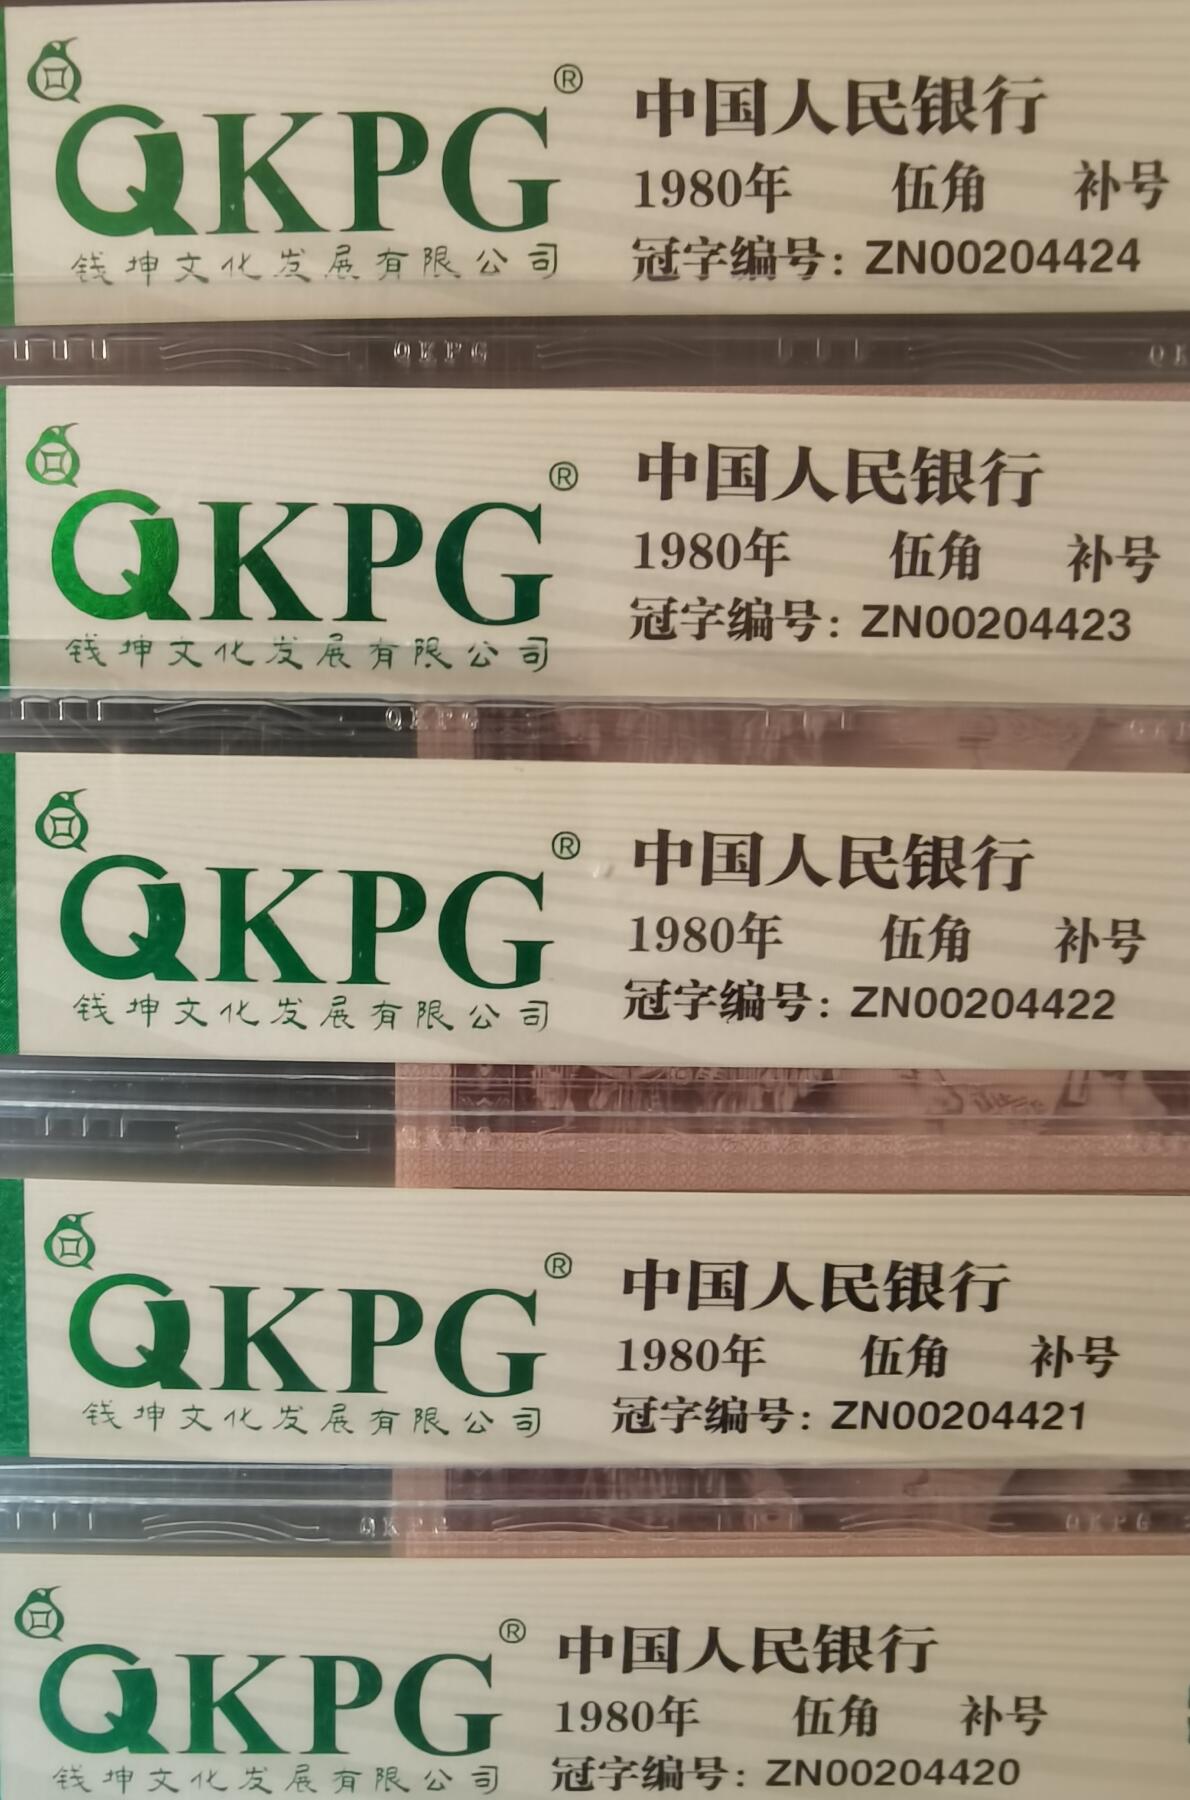 QKPG®
钱坤文化发展有限公司
中国人民银行
1980年 伍角 补号
冠字编号：ZN00204424
QKPG
QKPG®
钱坤文化发展有限公司
中国人民银行
1980年 伍角 补号
冠字编号：ZN00204423
QKPG
QKPG®
钱坤文化发展有限公司
中国人民银行
1980年 伍角 补号
冠字编号：ZN00204422
QKPG®
钱坤文化发展有限公司
中国人民银行
1980年 伍角 补号
冠字编号：ZN00204421
QKPG QKPG
QKPG®
钱坤文化发展有限公司
中国人民银行
1980年 伍角 补号
冠字编号：ZN00204420